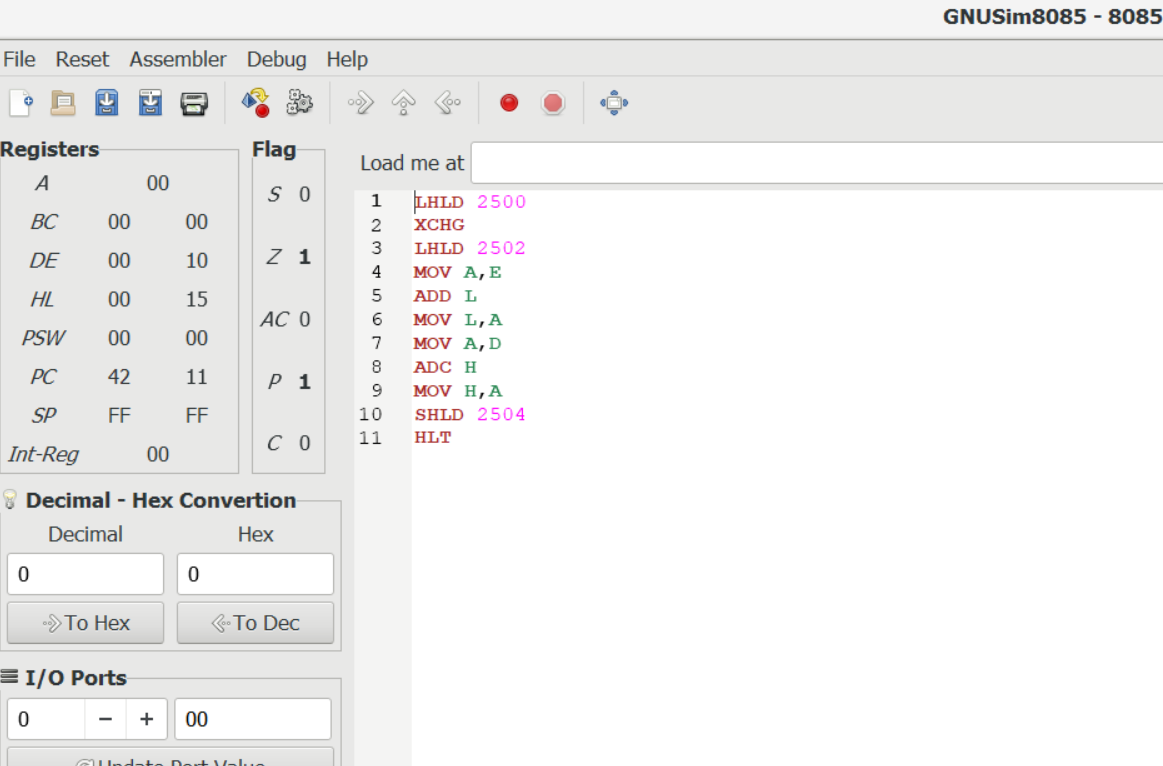 GNUSim8085 - 8085
File Reset Assembler Debug Help
Registers
A 00
BC 00 00
DE 00 10
HL 00 15
PSW 00 00
PC 42 11
SP FF FF
Int-Reg 00
Flag
S 0
Z 1
AC 0
P 1
C 0
Decimal - Hex Convertion
Decimal Hex
0 0
To Hex To Dec
I/O Ports
0 − + 00
Update Port Value
Load me at
1 LHLD 2500
2 XCHG
3 LHLD 2502
4 MOV A,E
5 ADD L
6 MOV L,A
7 MOV A,D
8 ADC H
9 MOV H,A
10 SHLD 2504
11 HLT